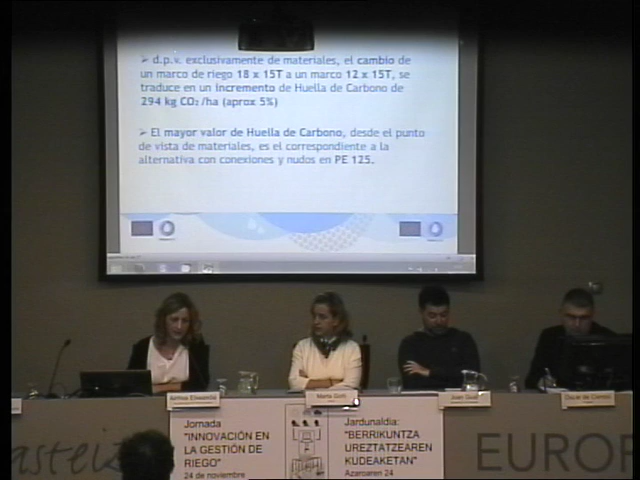 ➢ d.p.v. exclusivamente de materiales, el cambio de
un marco de riego 18 x 15T a un marco 12 x 15T, se
traduce en un incremento de Huella de Carbono de
294 kg CO₂ /ha (aprox 5%)
➢ El mayor valor de Huella de Carbono, desde el punto
de vista de materiales, es el correspondiente a la
alternativa con conexiones y nudos en PE 125.
Jornada
"INNOVACIÓN EN
LA GESTIÓN DE
RIEGO"
24 de noviembre
Jardunaldia:
"BERRIKUNTZA
UREZTATZEAREN
KUDEAKETAN"
Azaroaren 24
asteiz
EUROP